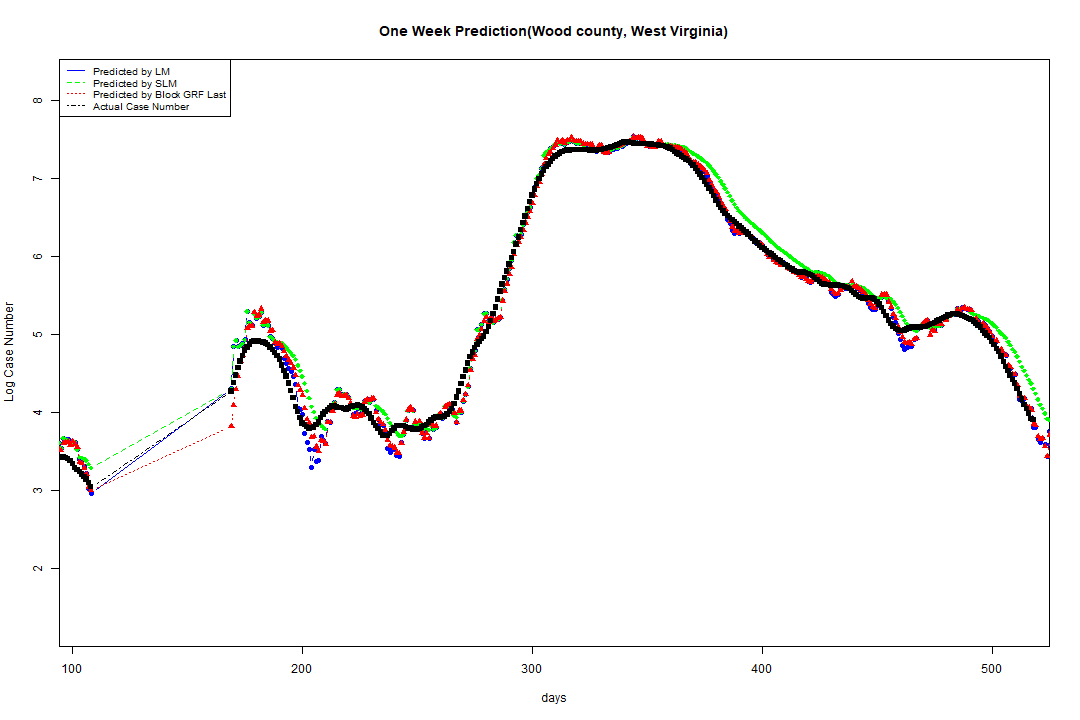 One Week Prediction(Wood county, West Virginia)
Predicted by LM
Predicted by SLM
Predicted by Block GRF Last
Actual Case Number
8
7
6
5
4
3
2
Log Case Number
100 200 300 400 500
days